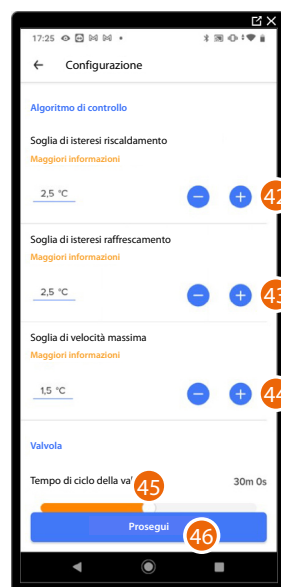 17:25
Configurazione
Algoritmo di controllo
Soglia di isteresi riscaldamento
Maggiori informazioni
2,5 °C
42
Soglia di isteresi raffrescamento
Maggiori informazioni
2,5 °C
43
Soglia di velocità massima
Maggiori informazioni
1,5 °C
44
Valvola
Tempo di ciclo della
45
30m 0s
Prosegui
46